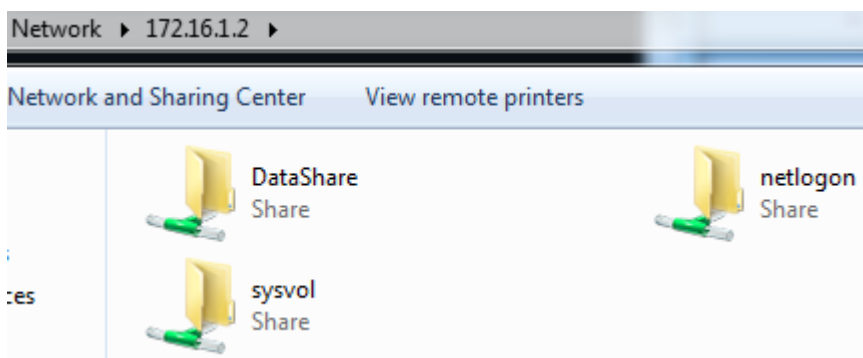 Network ▸ 172.16.1.2 ▸
Network and Sharing Center View remote printers
DataShare
Share
netlogon
Share
sysvol
Share